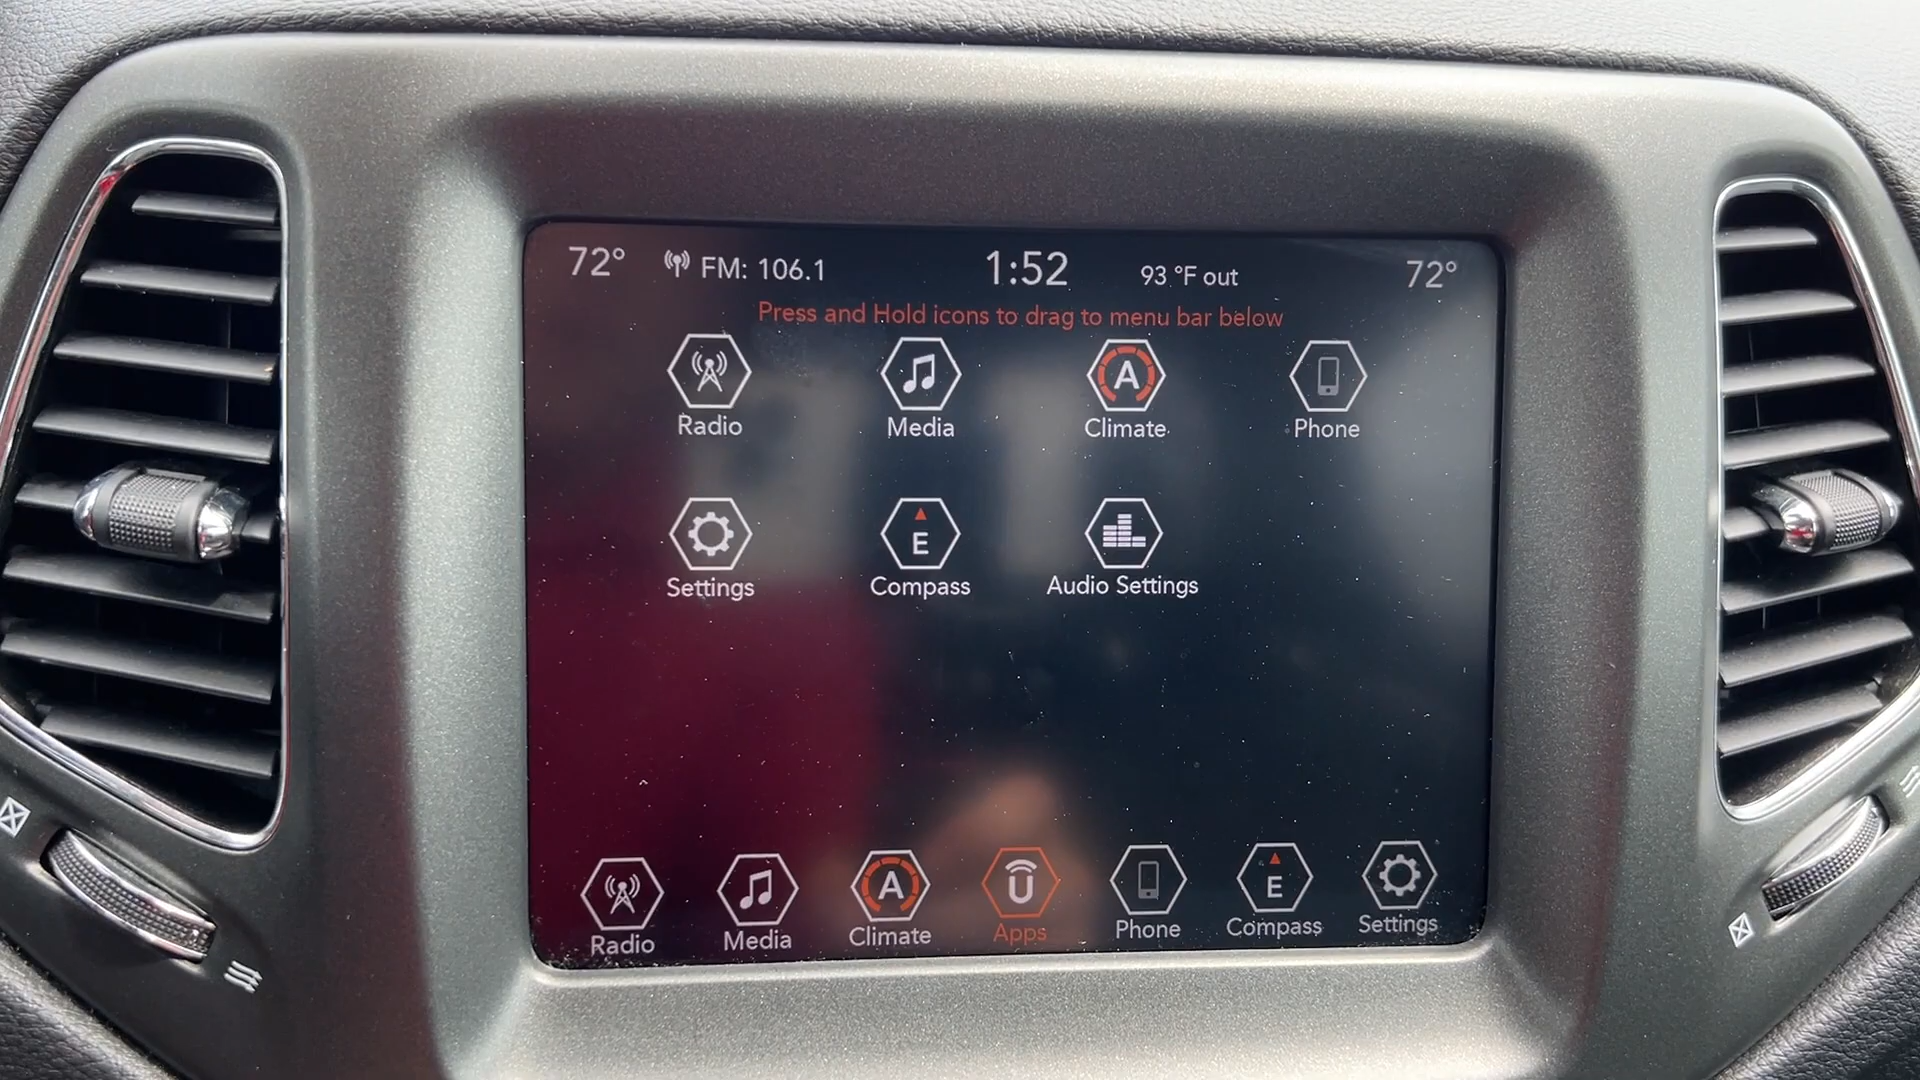 72° FM: 106.1 1:52 93 °F out 72°
Press and Hold icons to drag to menu bar below
A
Radio Media Climate Phone
E
Settings Compass Audio Settings
A U E
Radio Media Climate Apps Phone Compass Settings